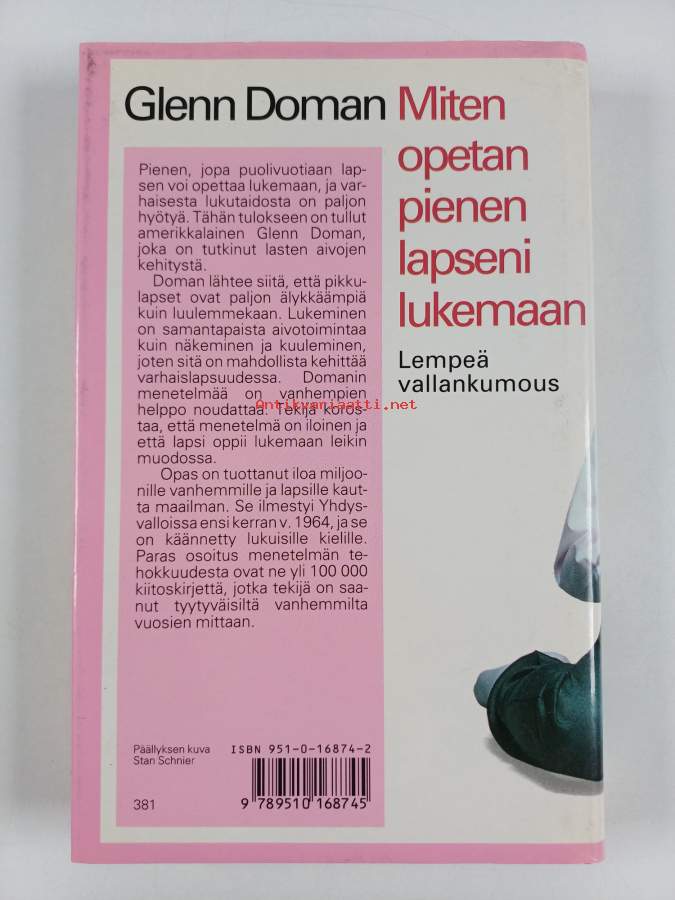 Glenn Doman Miten
opetan
pienen
lapseni
lukemaan
Lempeä
vallankumous
Pienen, jopa puolivuotiaan lap-
sen voi opettaa lukemaan, ja var-
haisesta lukutaidosta on paljon
hyötyä. Tähän tulokseen on tullut
amerikkalainen Glenn Doman,
joka on tutkinut lasten aivojen
kehitystä.
Doman lähtee siitä, että pikku-
lapset ovat paljon älykkäämpiä
kuin luulemmekaan. Lukeminen
on samantapaista aivotoimintaa
kuin näkeminen ja kuuleminen,
joten sitä on mahdollista kehittää
varhaislapsuudessa. Domanin
menetelmää on vanhempien
helppo noudattaa. Tekijä koros-
taa, että menetelmä on iloinen ja
että lapsi oppii lukemaan leikin
muodossa.
Opas on tuottanut iloa miljoo-
nille vanhemmille ja lapsille kaut-
ta maailman. Se ilmestyi Yhdys-
valloissa ensi kerran v. 1964, ja se
on käännetty lukuisille kielille.
Paras osoitus menetelmän te-
hokkuudesta ovat ne yli 100 000
kiitoskirjettä, jotka tekijä on saa-
nut tyytyväisiltä vanhemmilta
vuosien mittaan.
Antikvariaatti.net
Päällyksen kuva
Stan Schnier
ISBN 951-0-16874-2
381
9 789510 168745